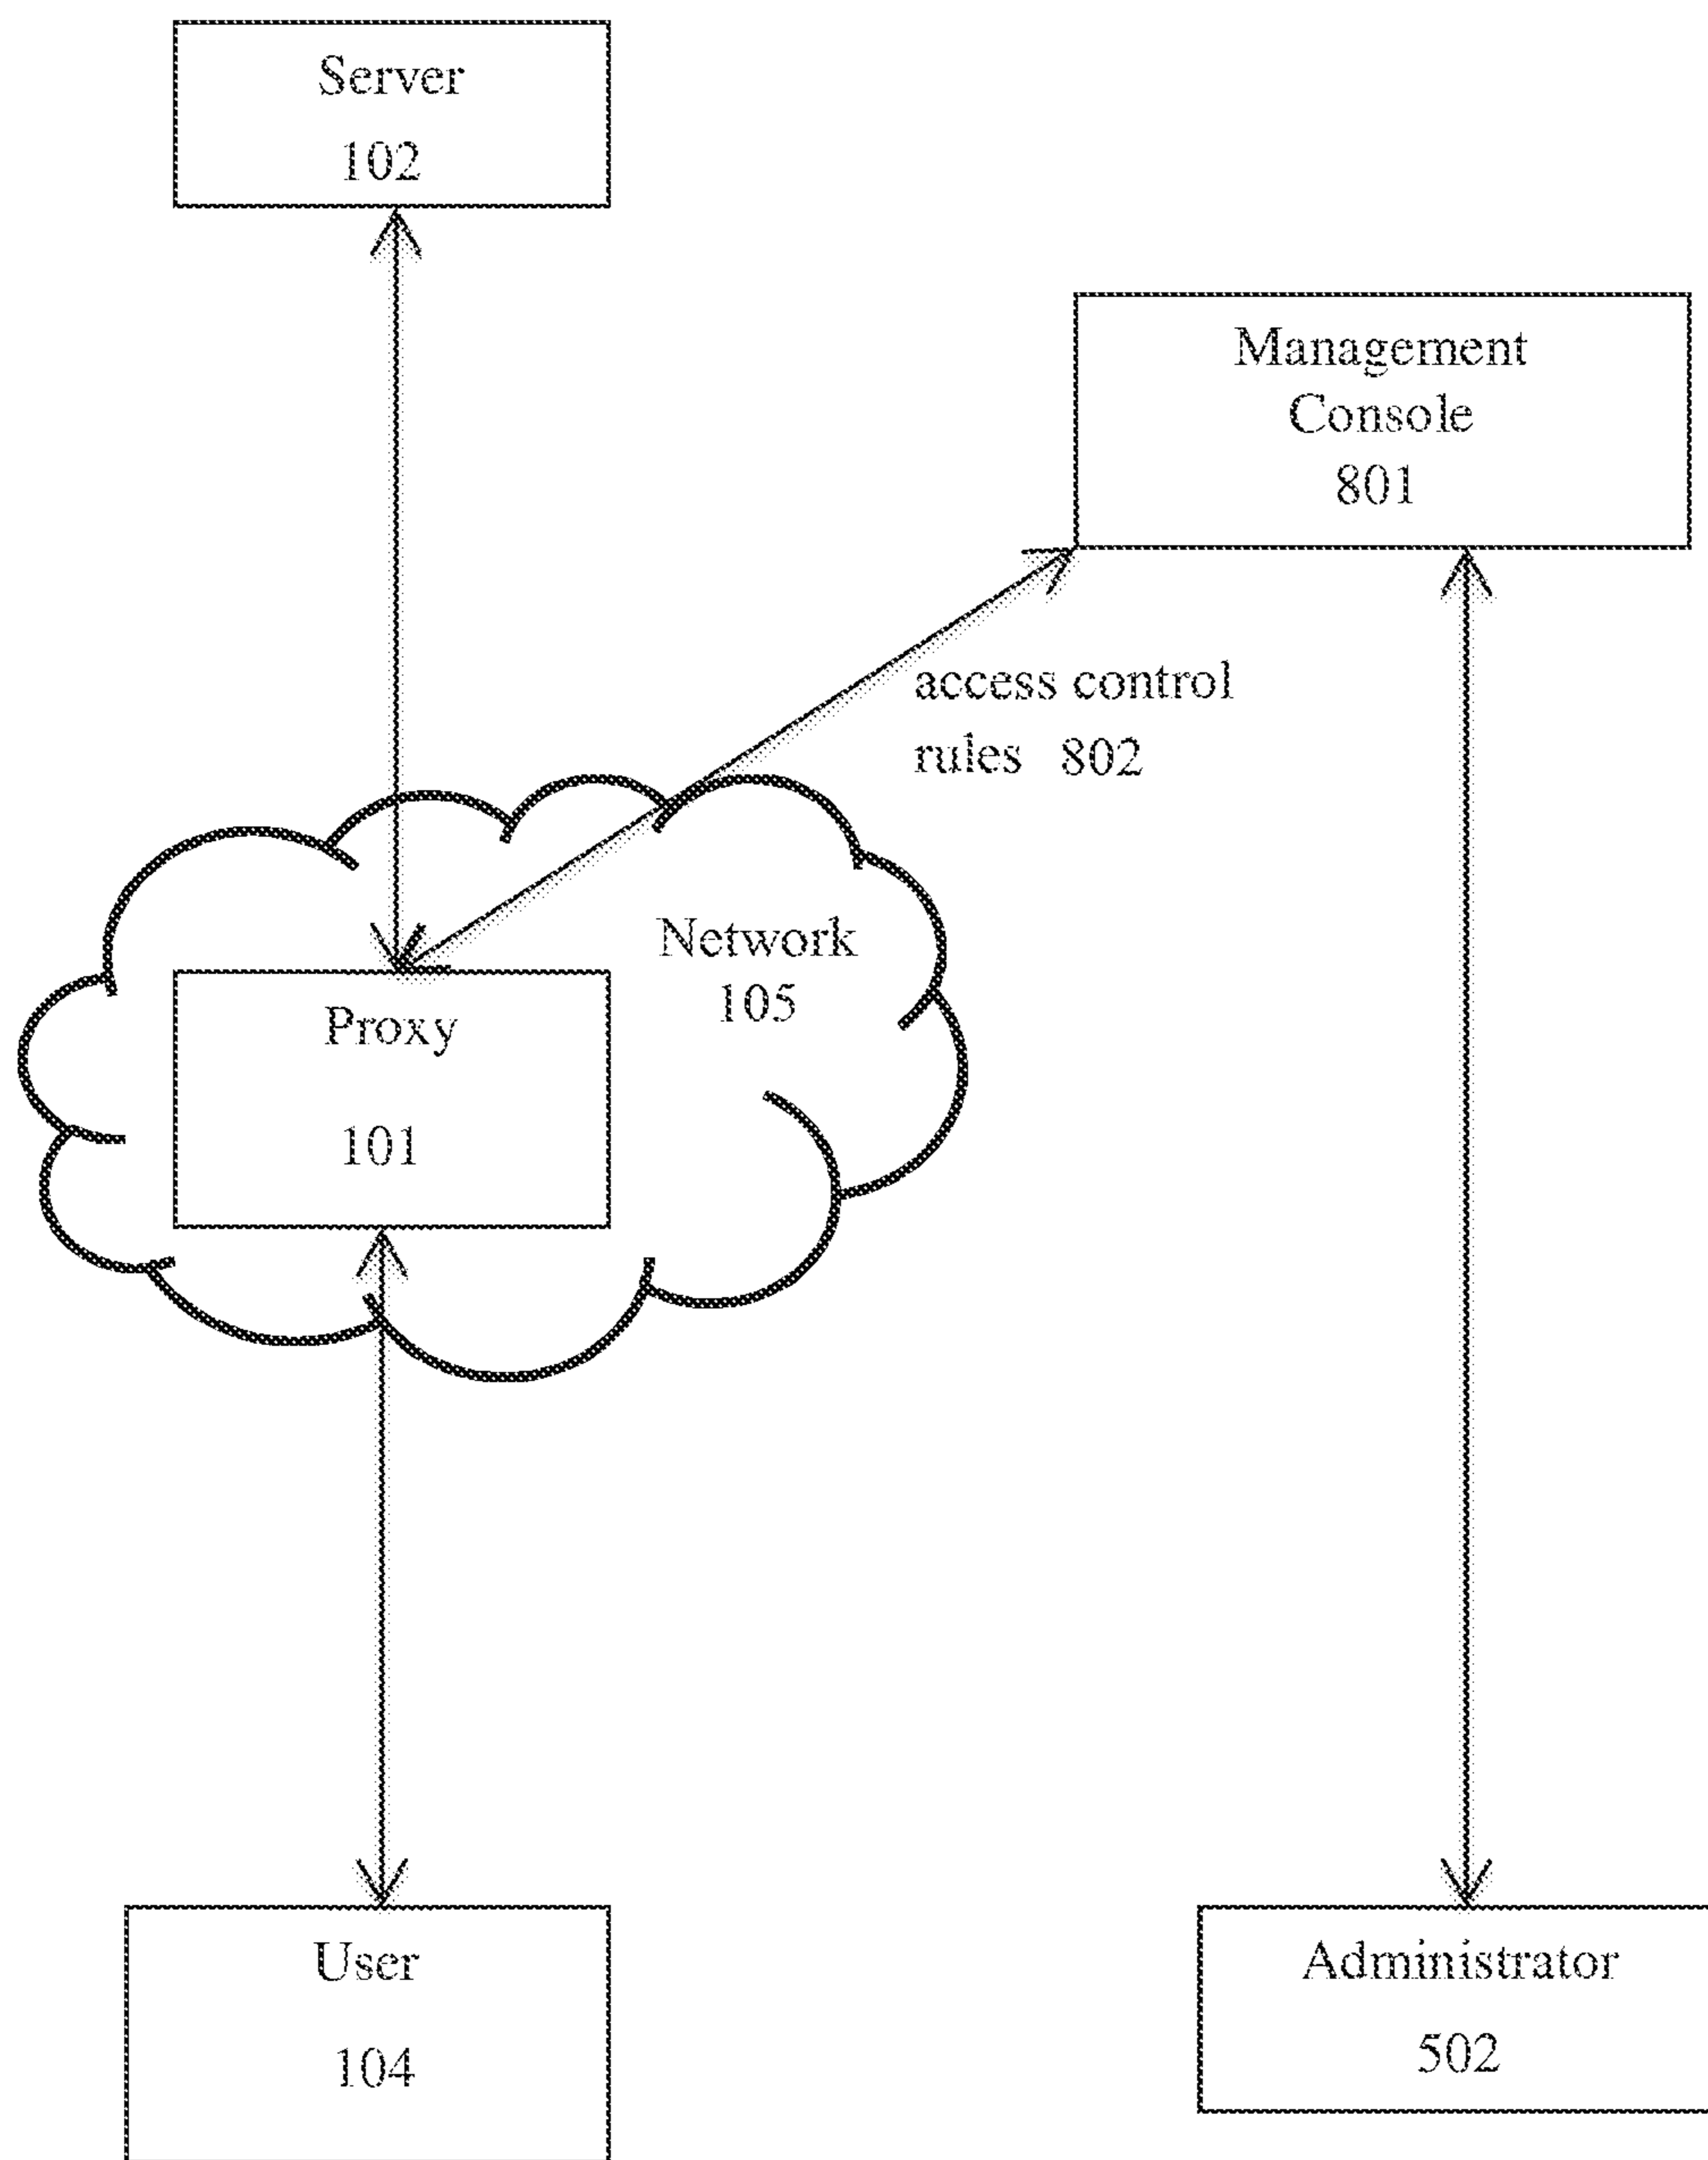 Server
102
Management
Console
801
access control
rules 802
Network
105
Proxy
101
User
104
Administrator
502